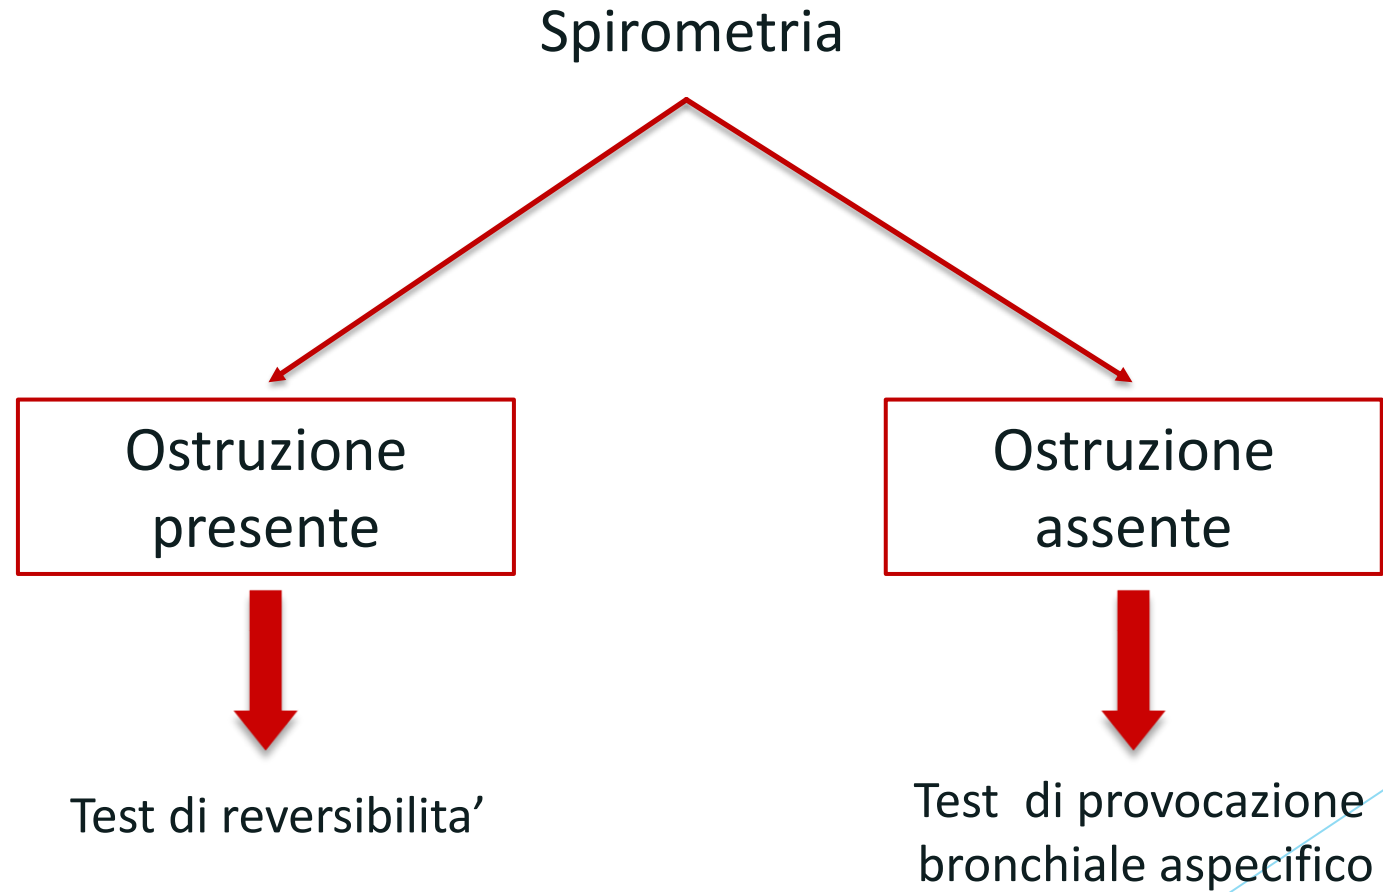 Spirometria
Ostruzione
presente
Ostruzione
assente
Test di reversibilita’
Test  di provocazione
bronchiale aspecifico